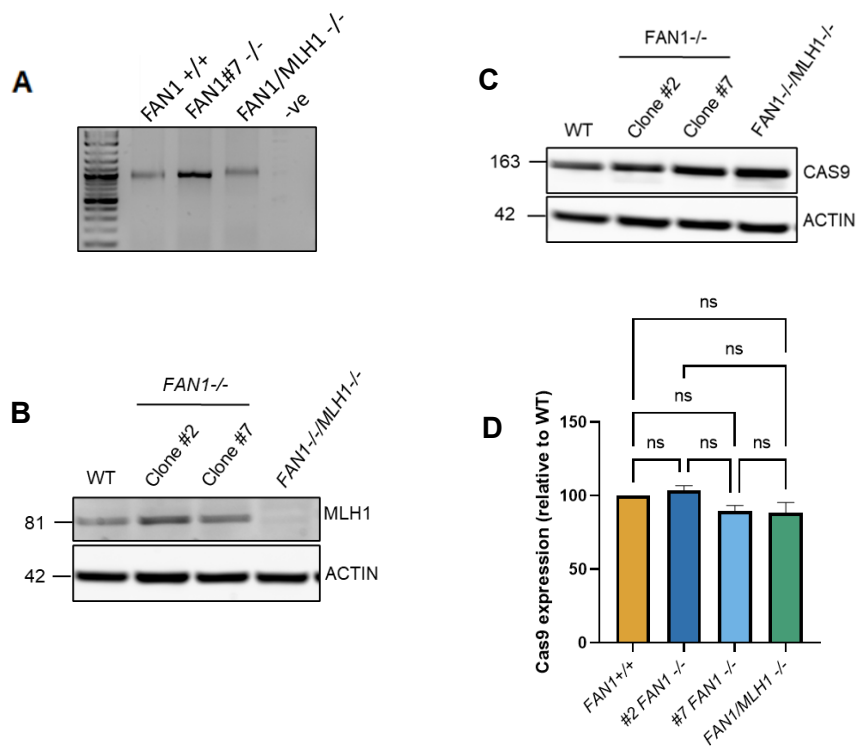 A
FAN1 +/+
FAN1#7 -/-
FAN1/MLH1 -/-
-ve
B
FAN1-/-
WT
Clone #2
Clone #7
FAN1-/-/MLH1-/-
81
MLH1
42
ACTIN
C
FAN1-/-
WT
Clone #2
Clone #7
FAN1-/-/MLH1-/-
163
CAS9
42
ACTIN
D
ns
ns
ns
ns
ns
ns
Cas9 expression (relative to WT)
150
100
50
0
FAN1+/+
#2 FAN1 -/-
#7 FAN1 -/-
FAN1/MLH1 -/-